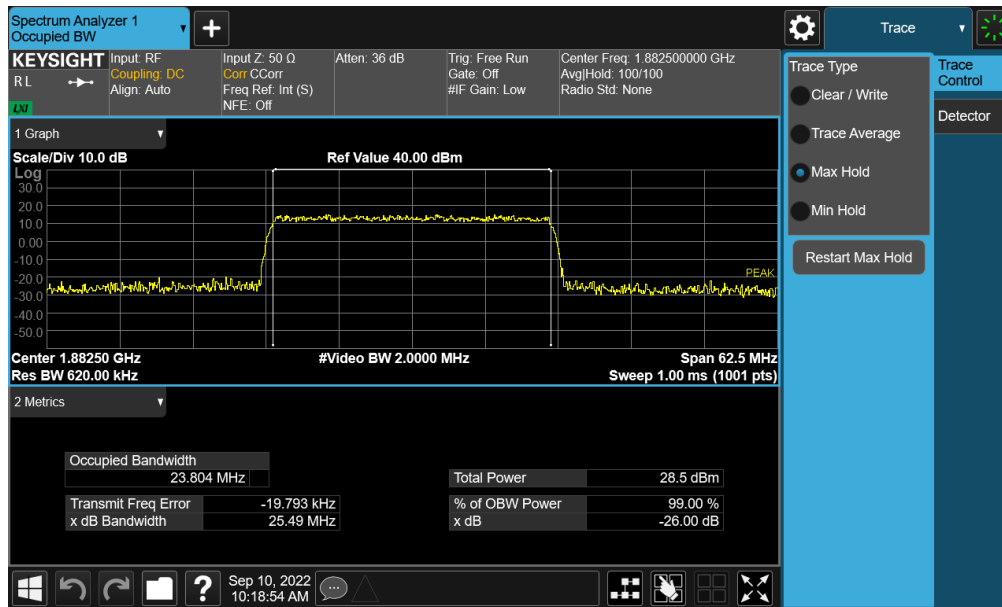 Spectrum Analyzer 1
Occupied BW
+
Trace
KEYSIGHT
R L
LXI
Input: RF
Coupling: DC
Align: Auto
Input Z: 50 Ω
Corr CCorr
Freq Ref: Int (S)
NFE: Off
Atten: 36 dB
Trig: Free Run
Gate: Off
#IF Gain: Low
Center Freq: 1.882500000 GHz
Avg|Hold: 100/100
Radio Std: None
1 Graph
Scale/Div 10.0 dB
Ref Value 40.00 dBm
Log
30.0
20.0
10.0
0.00
-10.0
-20.0
-30.0
-40.0
-50.0
PEAK
Center 1.88250 GHz
#Video BW 2.0000 MHz
Span 62.5 MHz
Res BW 620.00 kHz
Sweep 1.00 ms (1001 pts)
2 Metrics
Occupied Bandwidth
23.804 MHz
Total Power 28.5 dBm
Transmit Freq Error -19.793 kHz
% of OBW Power 99.00 %
x dB Bandwidth 25.49 MHz
x dB -26.00 dB
Trace Type
Clear / Write
Trace Average
Max Hold
Min Hold
Restart Max Hold
Trace
Control
Detector
?
Sep 10, 2022
10:18:54 AM